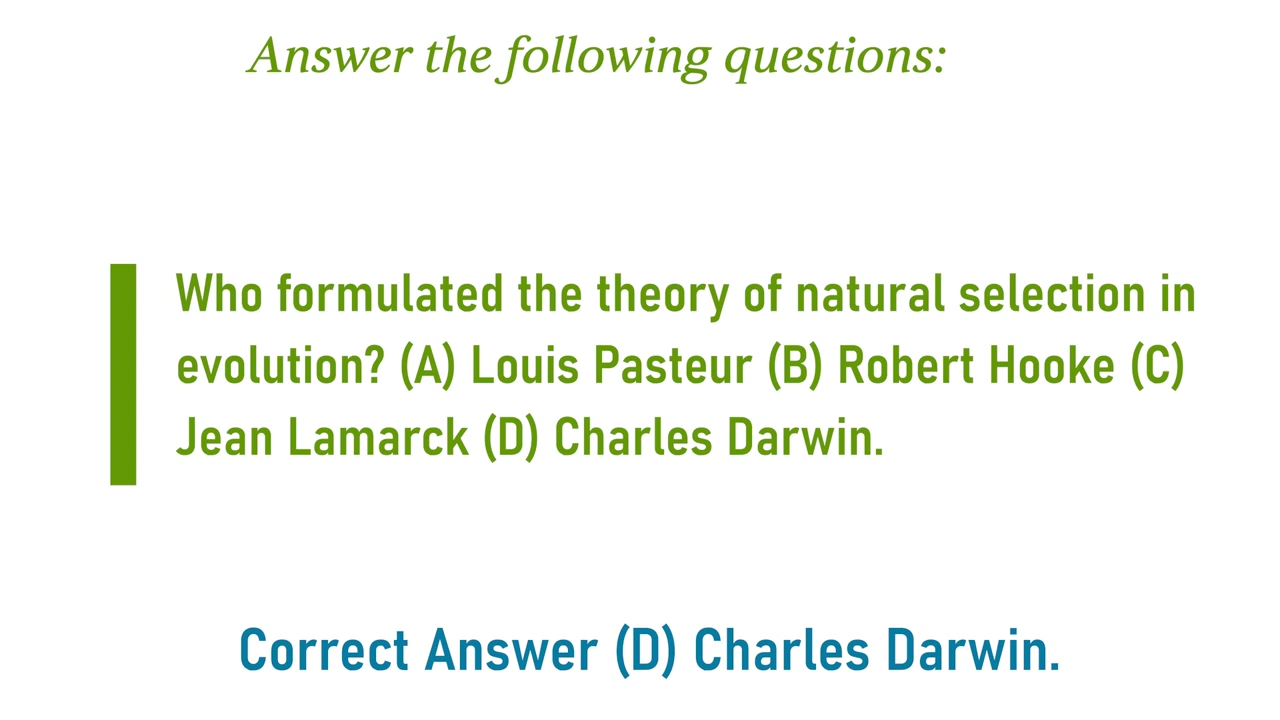 Answer the following questions:
Who formulated the theory of natural selection in
evolution? (A) Louis Pasteur (B) Robert Hooke (C)
Jean Lamarck (D) Charles Darwin.
Correct Answer (D) Charles Darwin.